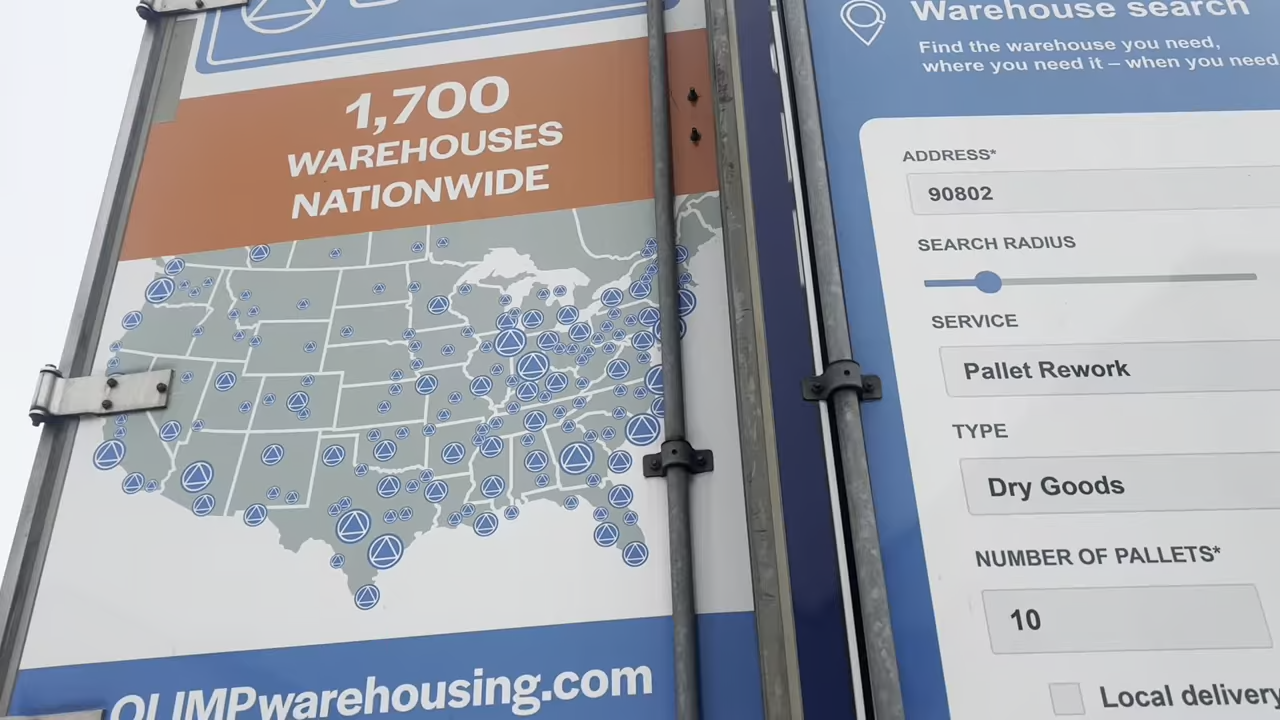 1,700
WAREHOUSES
NATIONWIDE
OLIMPwarehousing.com
Warehouse search
Find the warehouse you need,
where you need it – when you need
ADDRESS*
90802
SEARCH RADIUS
SERVICE
Pallet Rework
TYPE
Dry Goods
NUMBER OF PALLETS*
10
Local delivery